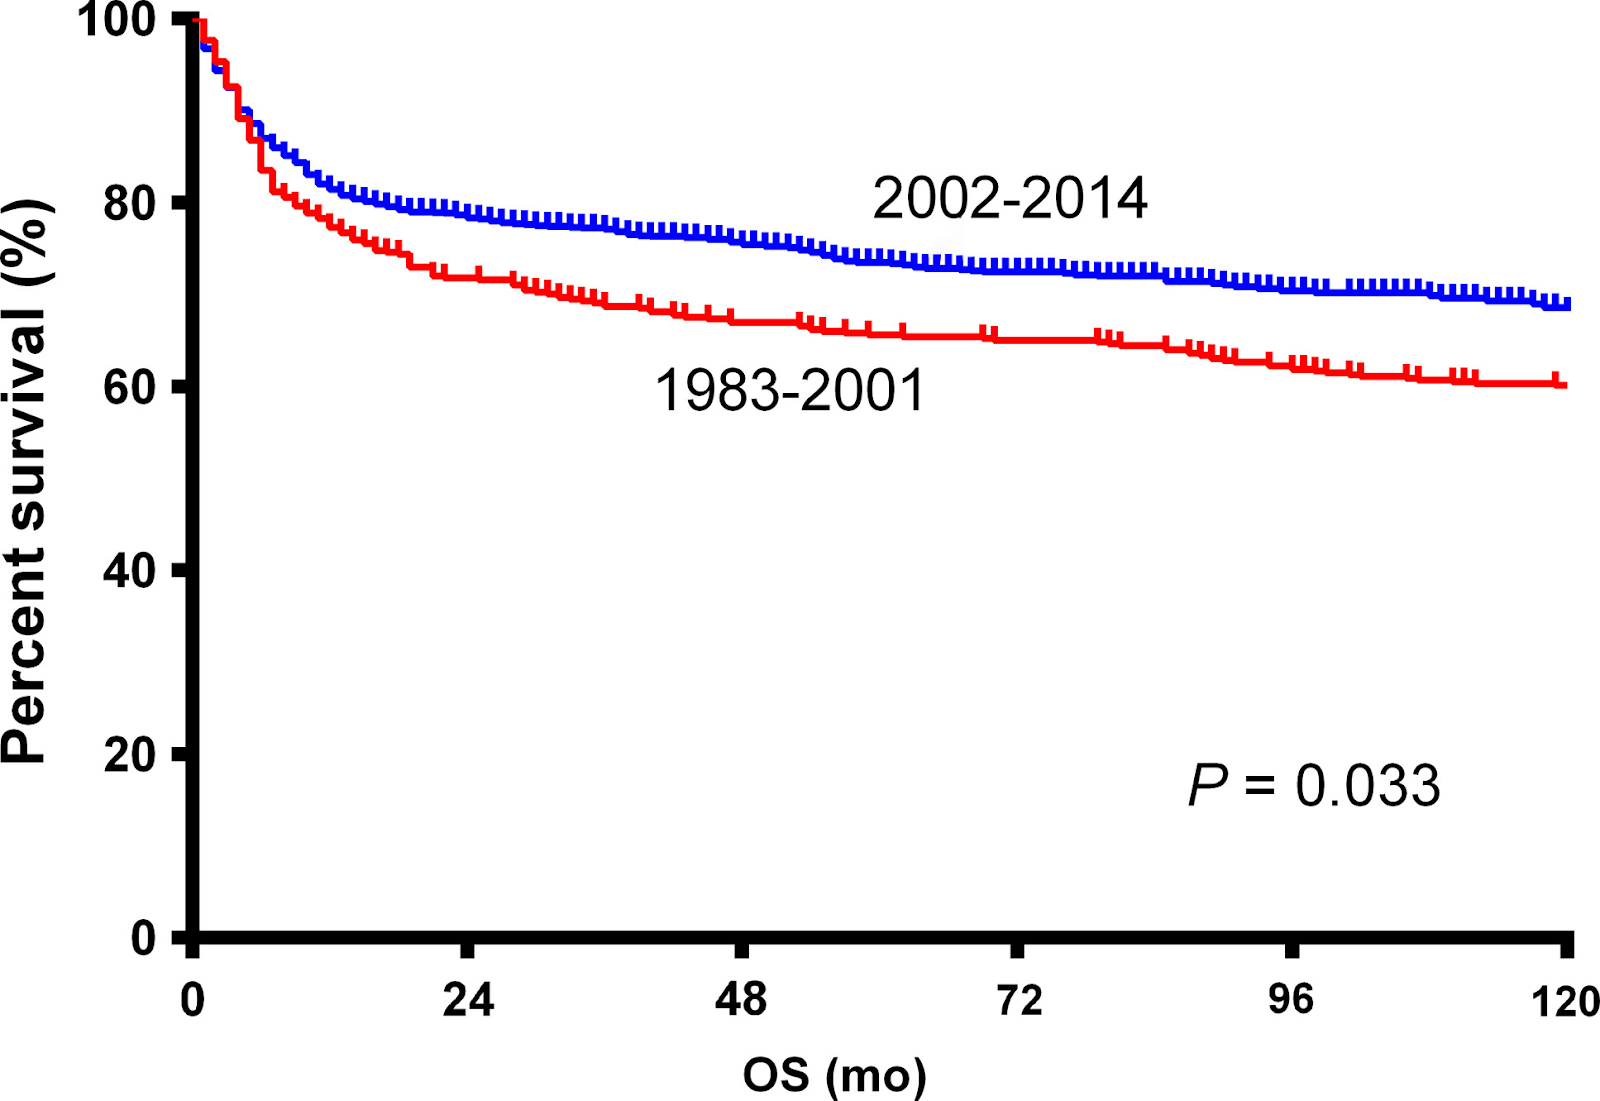 100
80
60
40
20
0
Percent survival (%)
2002-2014
1983-2001
P = 0.033
0 24 48 72 96 120
OS (mo)